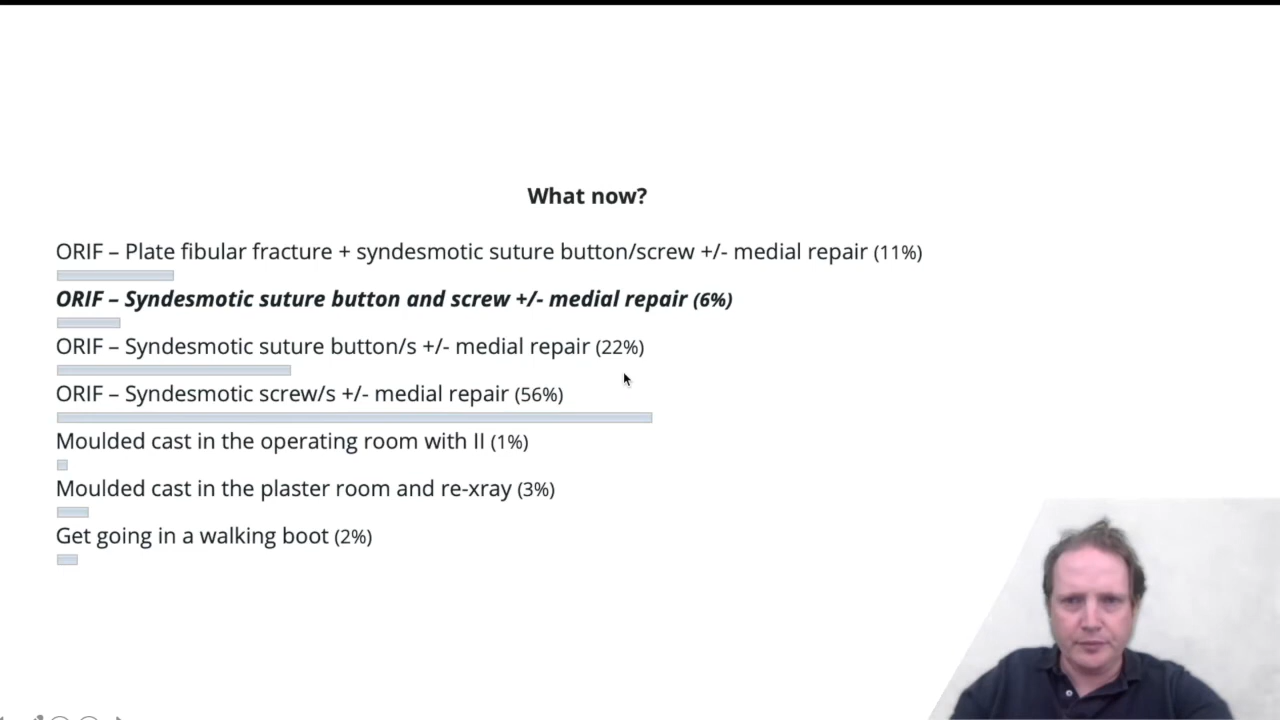 What now?
ORIF – Plate fibular fracture + syndesmotic suture button/screw +/- medial repair (11%)
ORIF – Syndesmotic suture button and screw +/- medial repair (6%)
ORIF – Syndesmotic suture button/s +/- medial repair (22%)
ORIF – Syndesmotic screw/s +/- medial repair (56%)
Moulded cast in the operating room with II (1%)
Moulded cast in the plaster room and re-xray (3%)
Get going in a walking boot (2%)